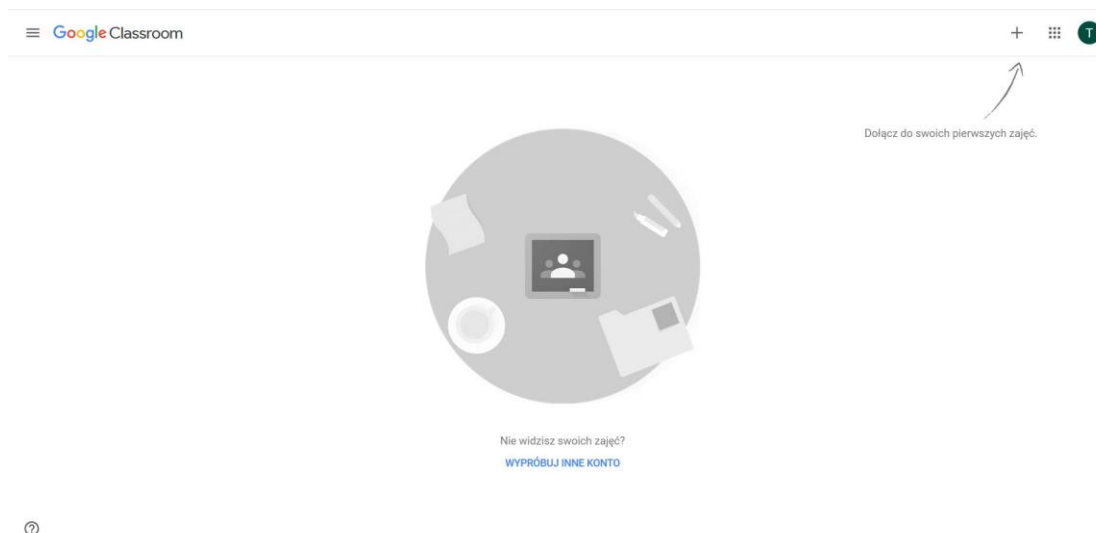 Google Classroom
T
Dołącz do swoich pierwszych zajęć.
Nie widzisz swoich zajęć?
WYPRÓBUJ INNE KONTO